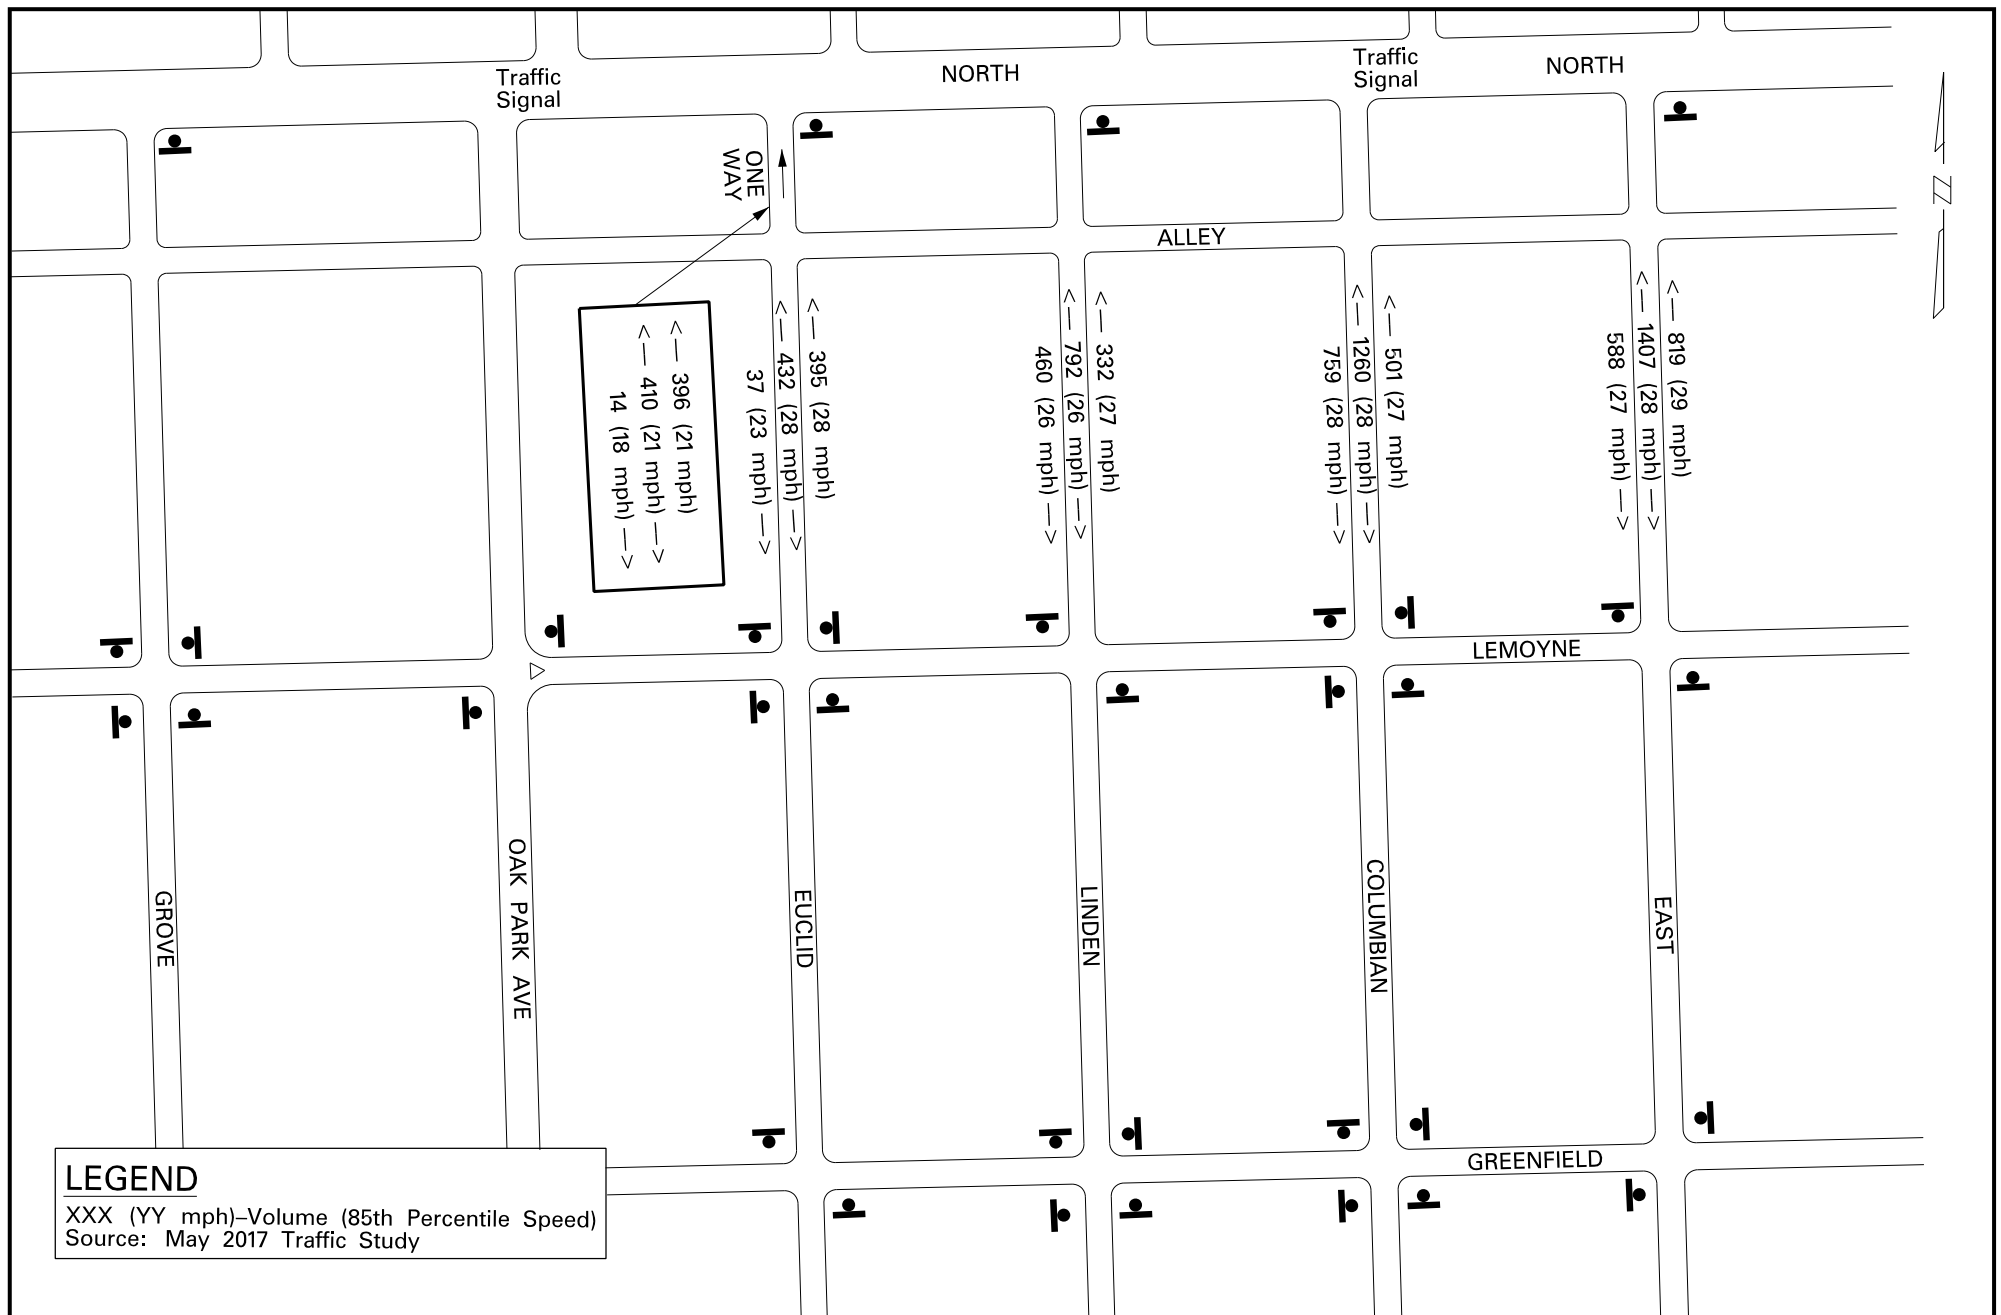 Traffic
Signal
NORTH
Traffic
Signal
NORTH
ONE
WAY
N
ALLEY
396 (21 mph)
410 (21 mph)
14 (18 mph)
37 (23 mph)
432 (28 mph)
395 (28 mph)
460 (26 mph)
792 (26 mph)
332 (27 mph)
759 (28 mph)
1260 (28 mph)
501 (27 mph)
588 (27 mph)
1407 (28 mph)
819 (29 mph)
LEMOYNE
GROVE
OAK PARK AVE
EUCLID
LINDEN
COLUMBIAN
EAST
GREENFIELD
LEGEND
XXX (YY mph)–Volume (85th Percentile Speed)
Source: May 2017 Traffic Study